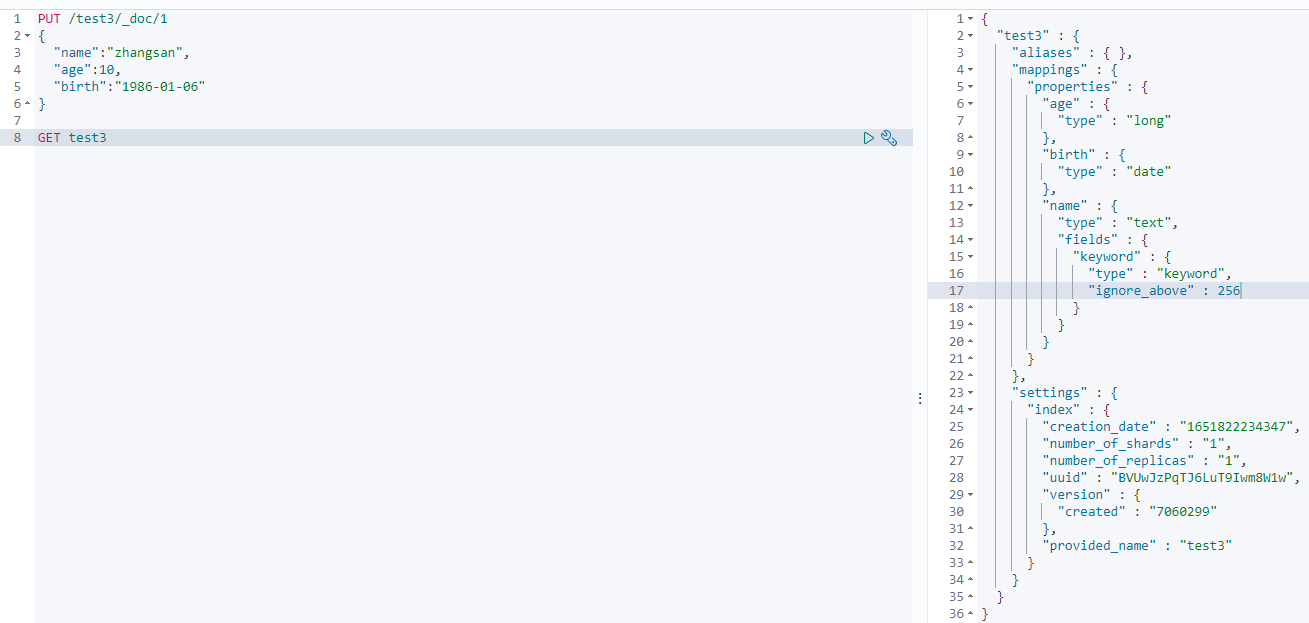 1 PUT /test3/_doc/1
2 {
3 "name":"zhangsan",
4 "age":10,
5 "birth":"1986-01-06"
6 }
7
8 GET test3
1 {
2 "test3" : {
3 "aliases" : { },
4 "mappings" : {
5 "properties" : {
6 "age" : {
7 "type" : "long"
8 },
9 "birth" : {
10 "type" : "date"
11 },
12 "name" : {
13 "type" : "text",
14 "fields" : {
15 "keyword" : {
16 "type" : "keyword",
17 "ignore_above" : 256
18 }
19 }
20 }
21 }
22 },
23 "settings" : {
24 "index" : {
25 "creation_date" : "1651822234347",
26 "number_of_shards" : "1",
27 "number_of_replicas" : "1",
28 "uuid" : "BVUwJzPqTJ6LuT9Iwm8W1w",
29 "version" : {
30 "created" : "7060299"
31 },
32 "provided_name" : "test3"
33 }
34 }
35 }
36 }